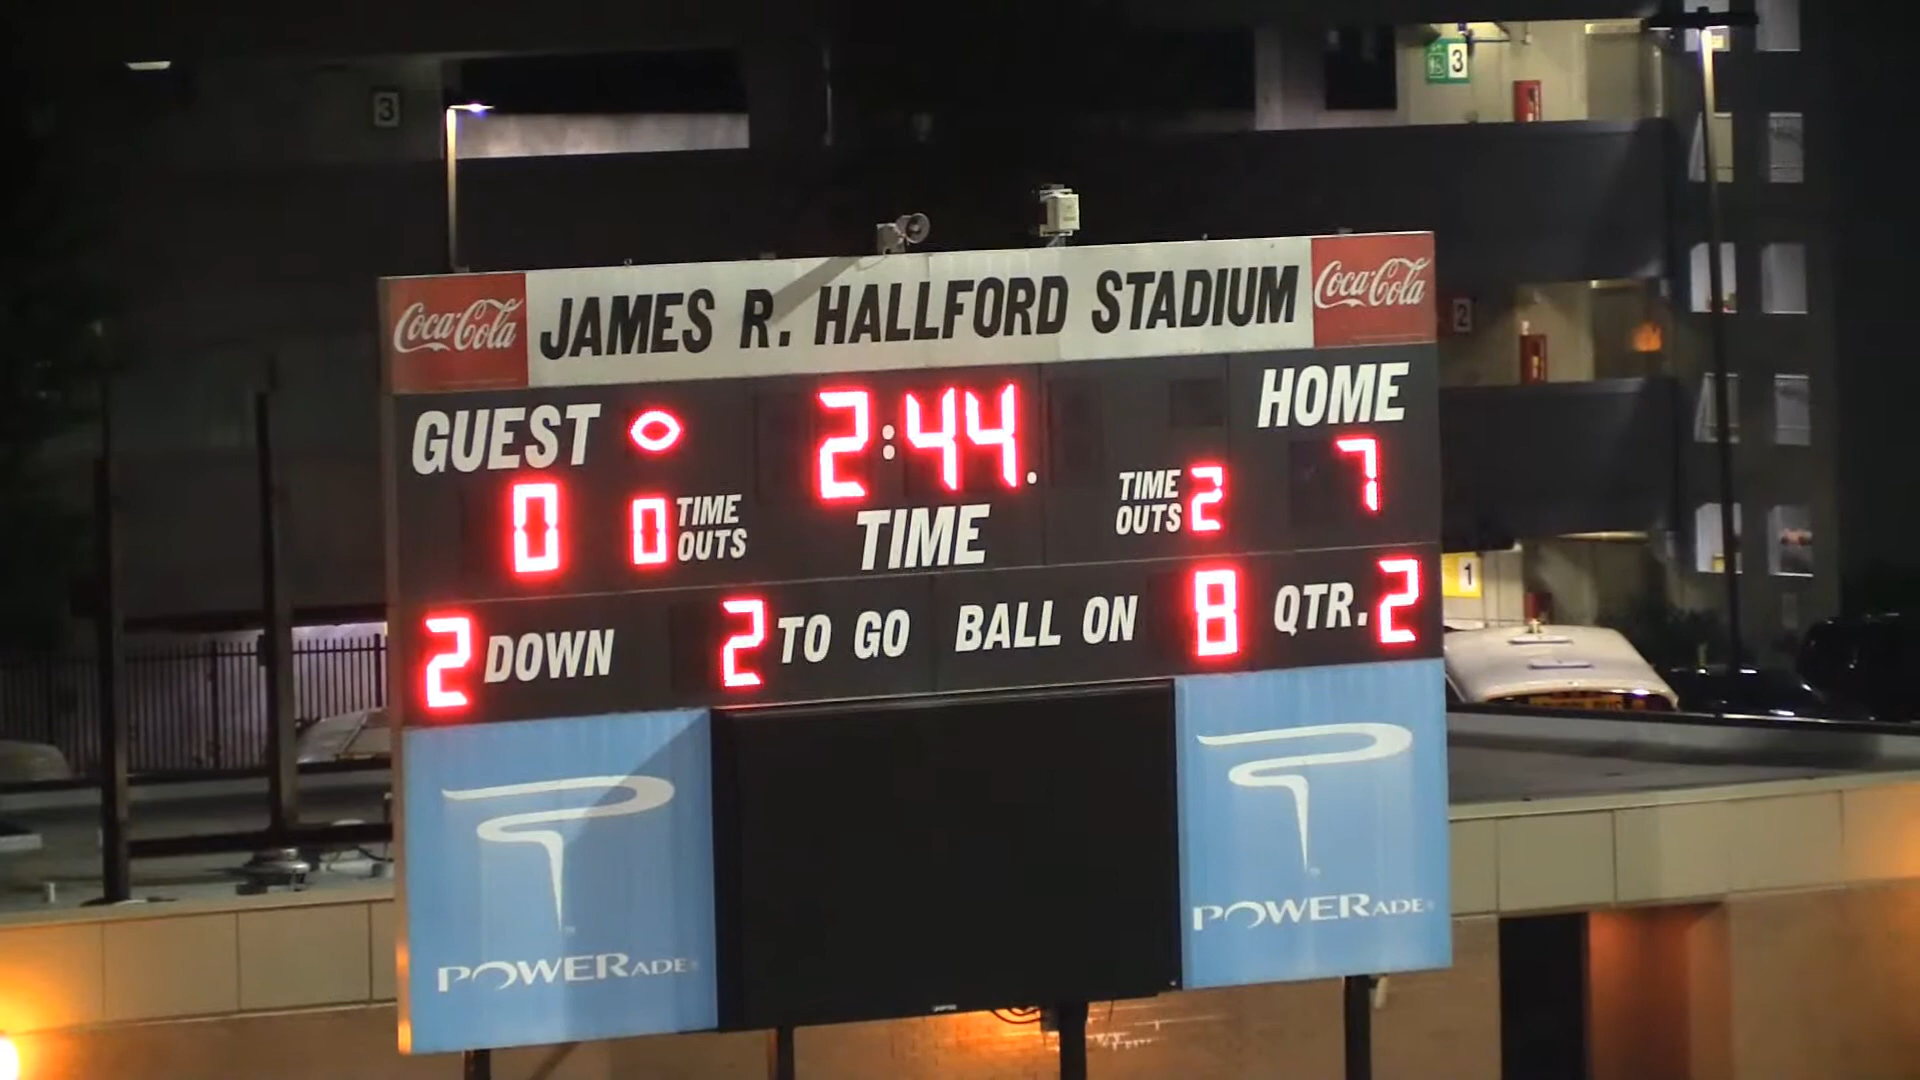 3
3
2
1
Coca-Cola JAMES R. HALLFORD STADIUM Coca-Cola
GUEST 2:44. HOME
0 0 TIME OUTS TIME TIME OUTS 2 7
2 DOWN 2 TO GO BALL ON 8 QTR. 2
POWERADE
POWERADE